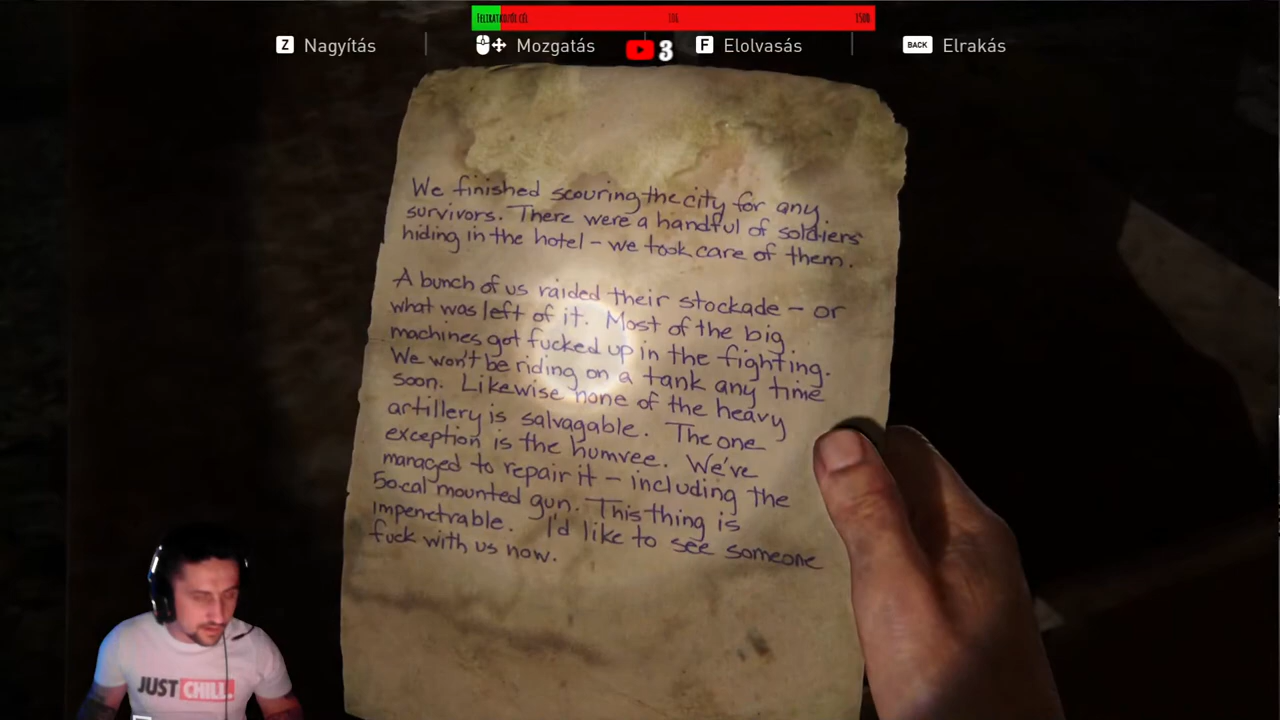 FELIRATKOZÓK CÉL 106 1500
Z Nagyítás Mozgatás 3 F Elolvasás BACK Elrakás
We finished scouring the city for any
survivors. There were a handful of soldiers
hiding in the hotel - we took care of them.
A bunch of us raided their stockade - or
what was left of it. Most of the big
machines got fucked up in the fighting.
We won't be riding on a tank any time
soon. Likewise none of the heavy
artillery is salvagable. The one
exception is the humvee. We've
managed to repair it - including the
50-cal mounted gun. This thing is
impenetrable. I'd like to see someone
fuck with us now.
JUST CHILL.